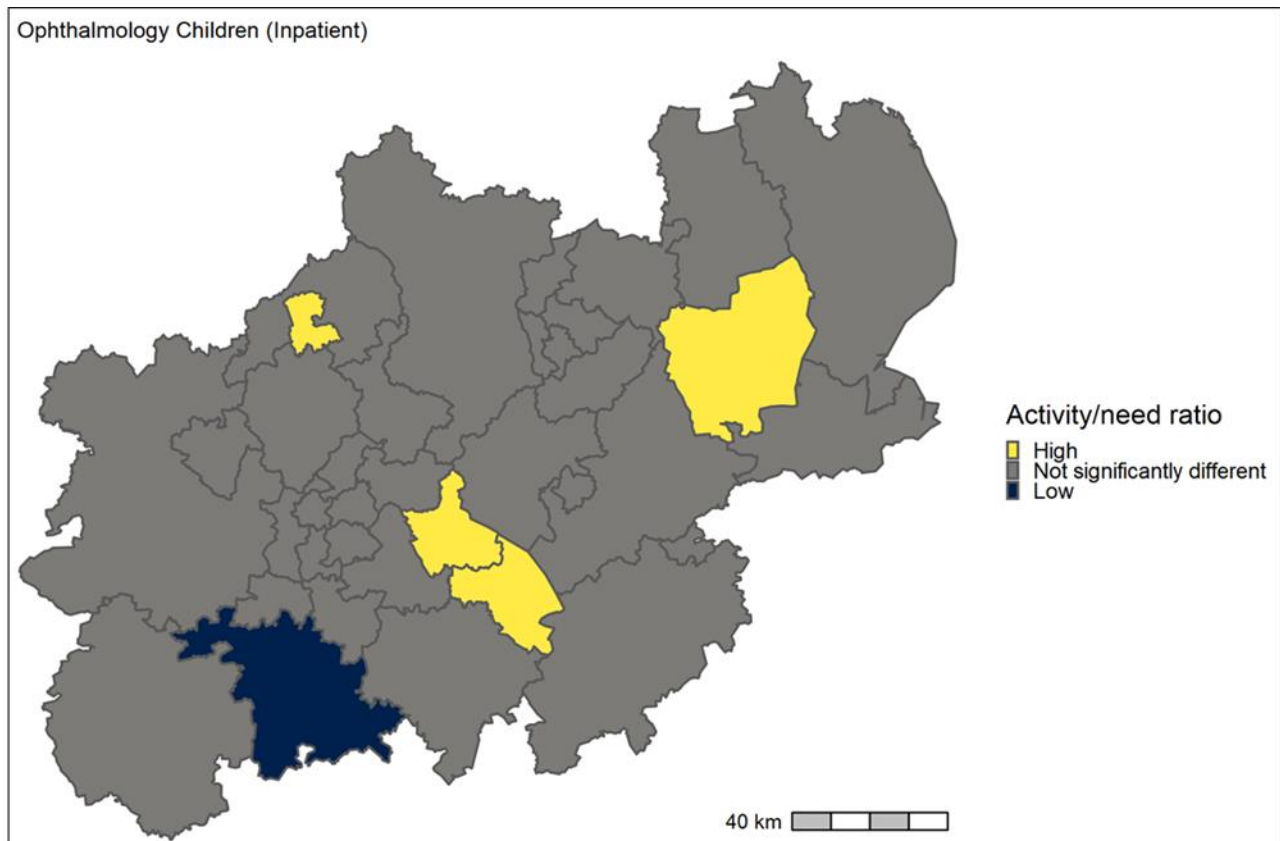 Ophthalmology Children (Inpatient)
Activity/need ratio
High
Not significantly different
Low
40 km